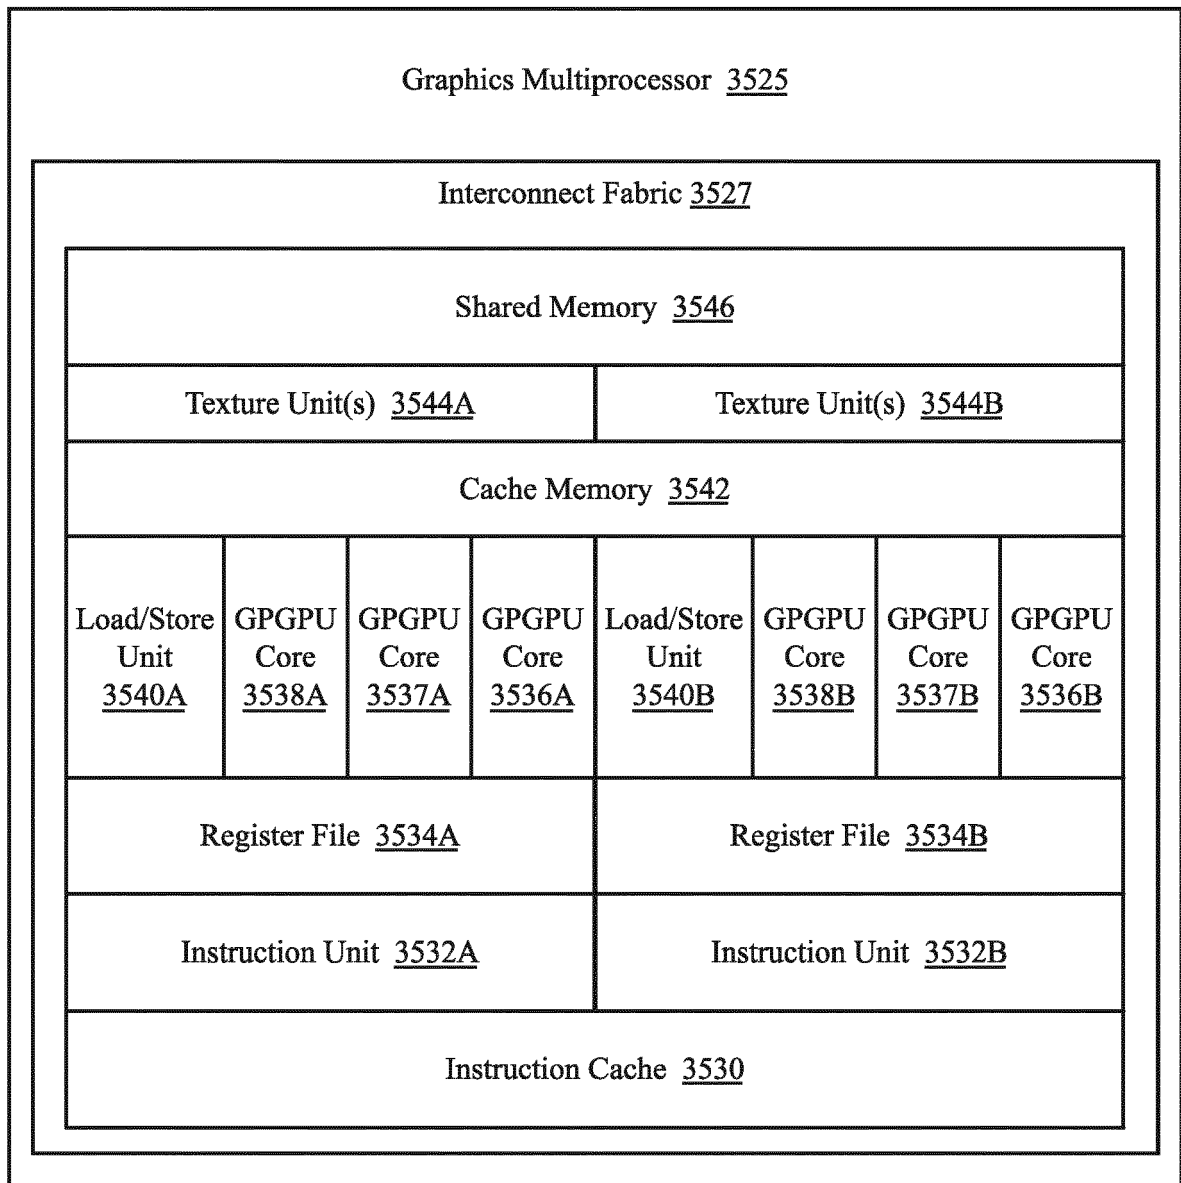 Graphics Multiprocessor 3525
Interconnect Fabric 3527
Shared Memory 3546
Texture Unit(s) 3544A
Texture Unit(s) 3544B
Cache Memory 3542
Load/Store
Unit
3540A
GPGPU
Core
3538A
GPGPU
Core
3537A
GPGPU
Core
3536A
Load/Store
Unit
3540B
GPGPU
Core
3538B
GPGPU
Core
3537B
GPGPU
Core
3536B
Register File 3534A
Register File 3534B
Instruction Unit 3532A
Instruction Unit 3532B
Instruction Cache 3530